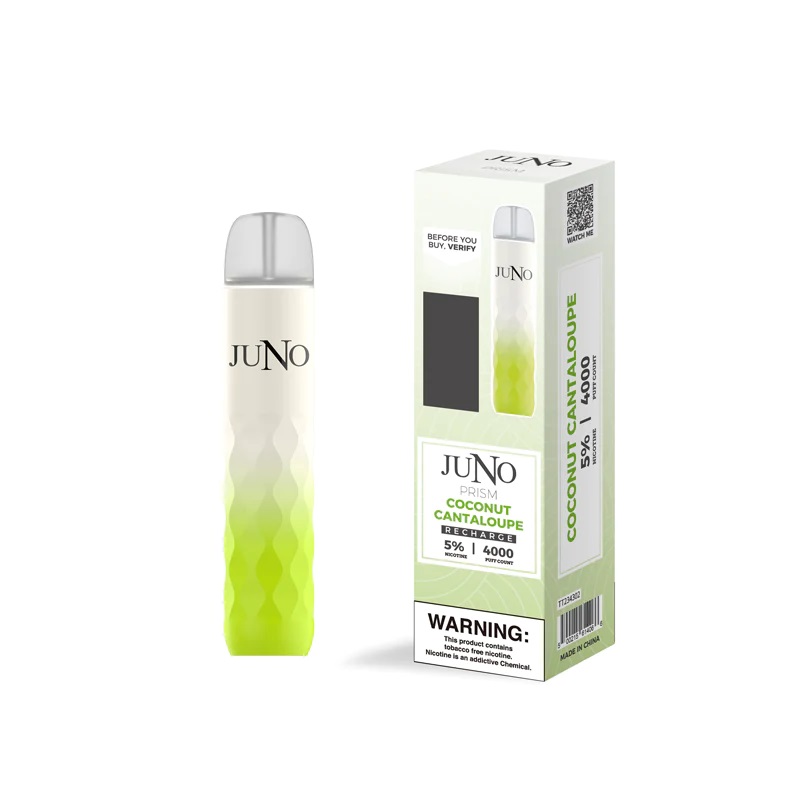 JUNO
JUNO
PRISM
BEFORE YOU
BUY, VERIFY
JUNO
JUNO
PRISM
COCONUT
CANTALOUPE
RECHARGE
5% | 4000
NICOTINE PUFF COUNT
WARNING:
This product contains
tobacco free nicotine.
Nicotine is an addictive Chemical.
WATCH ME
COCONUT CANTALOUPE
5% | 4000
NICOTINE PUFF COUNT
TT234302
MADE IN CHINA